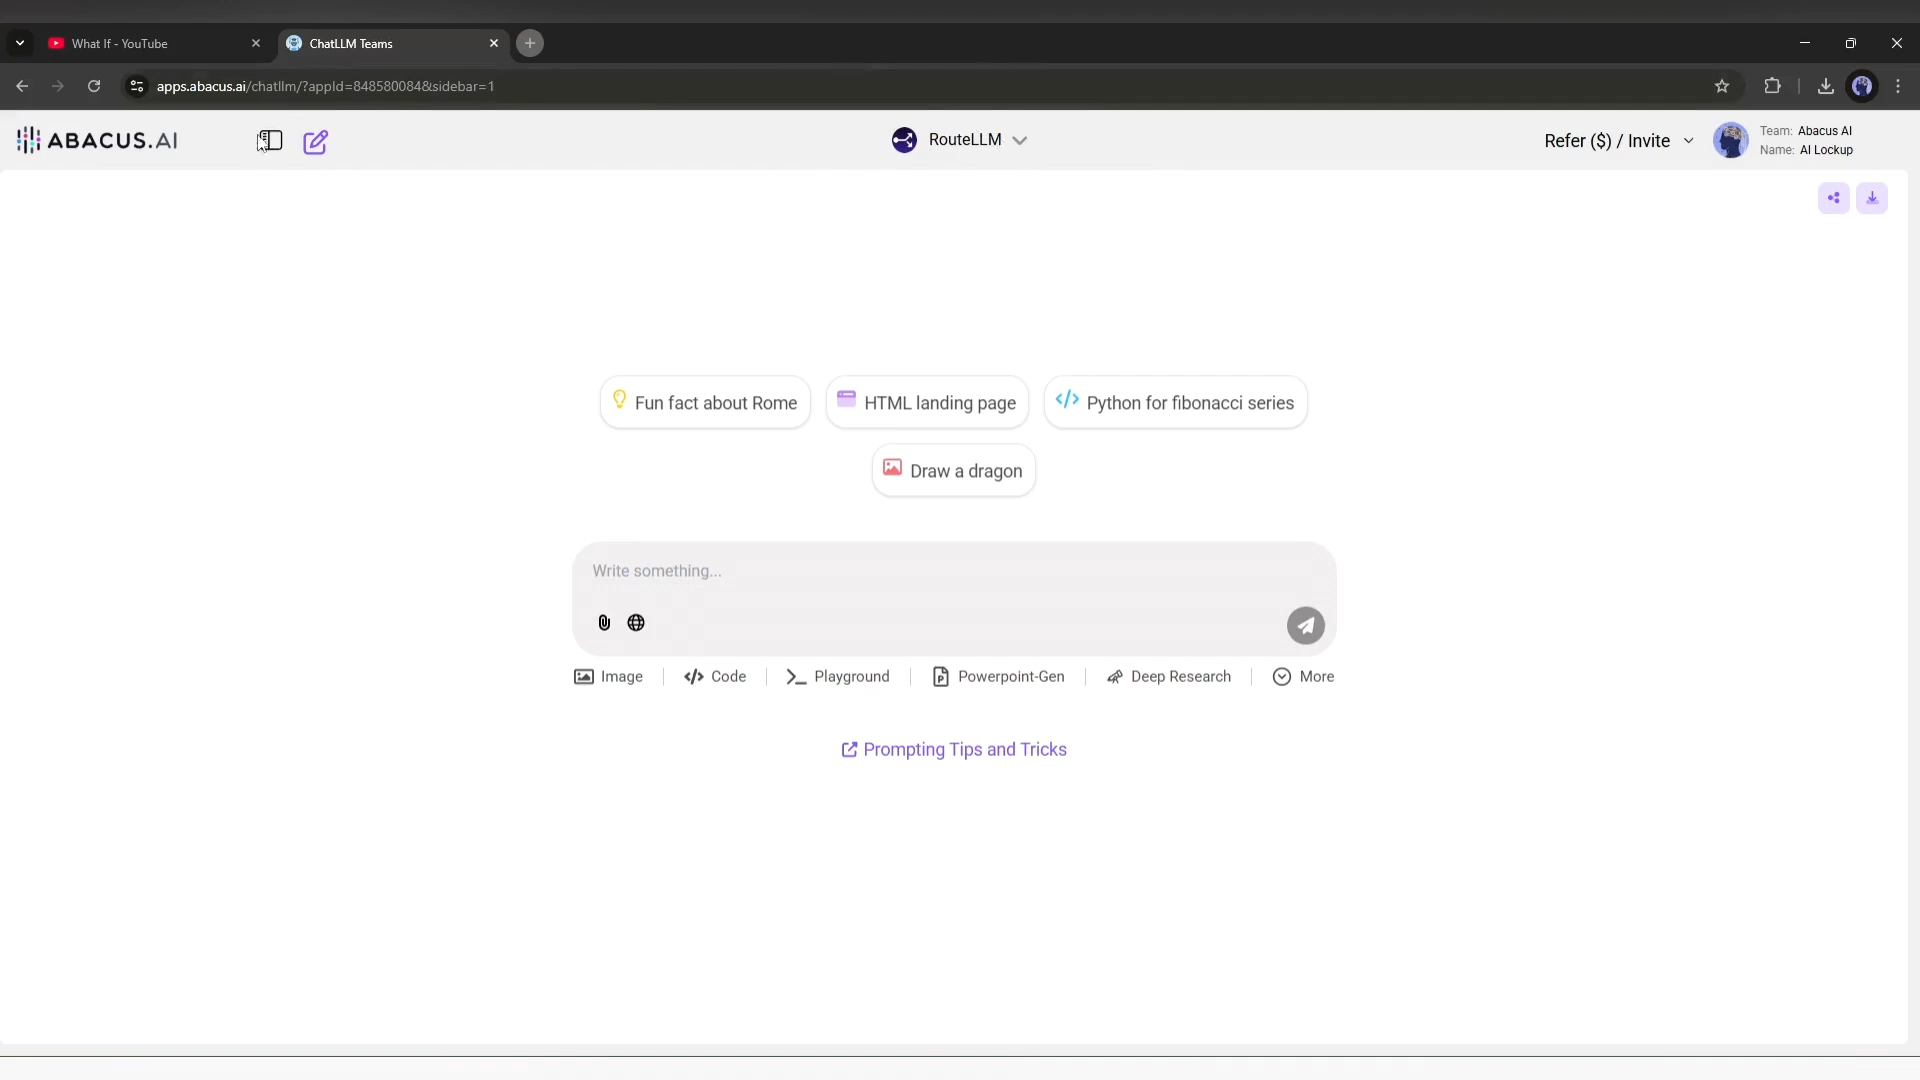 What If - YouTube
ChatLLM Teams
apps.abacus.ai/chatllm/?appId=848580084&sidebar=1
ABACUS.AI
RouteLLM
Refer ($) / Invite
Team: Abacus AI
Name: AI Lockup
Fun fact about Rome
HTML landing page
Python for fibonacci series
Draw a dragon
Write something...
Image
Code
Playground
Powerpoint-Gen
Deep Research
More
Prompting Tips and Tricks